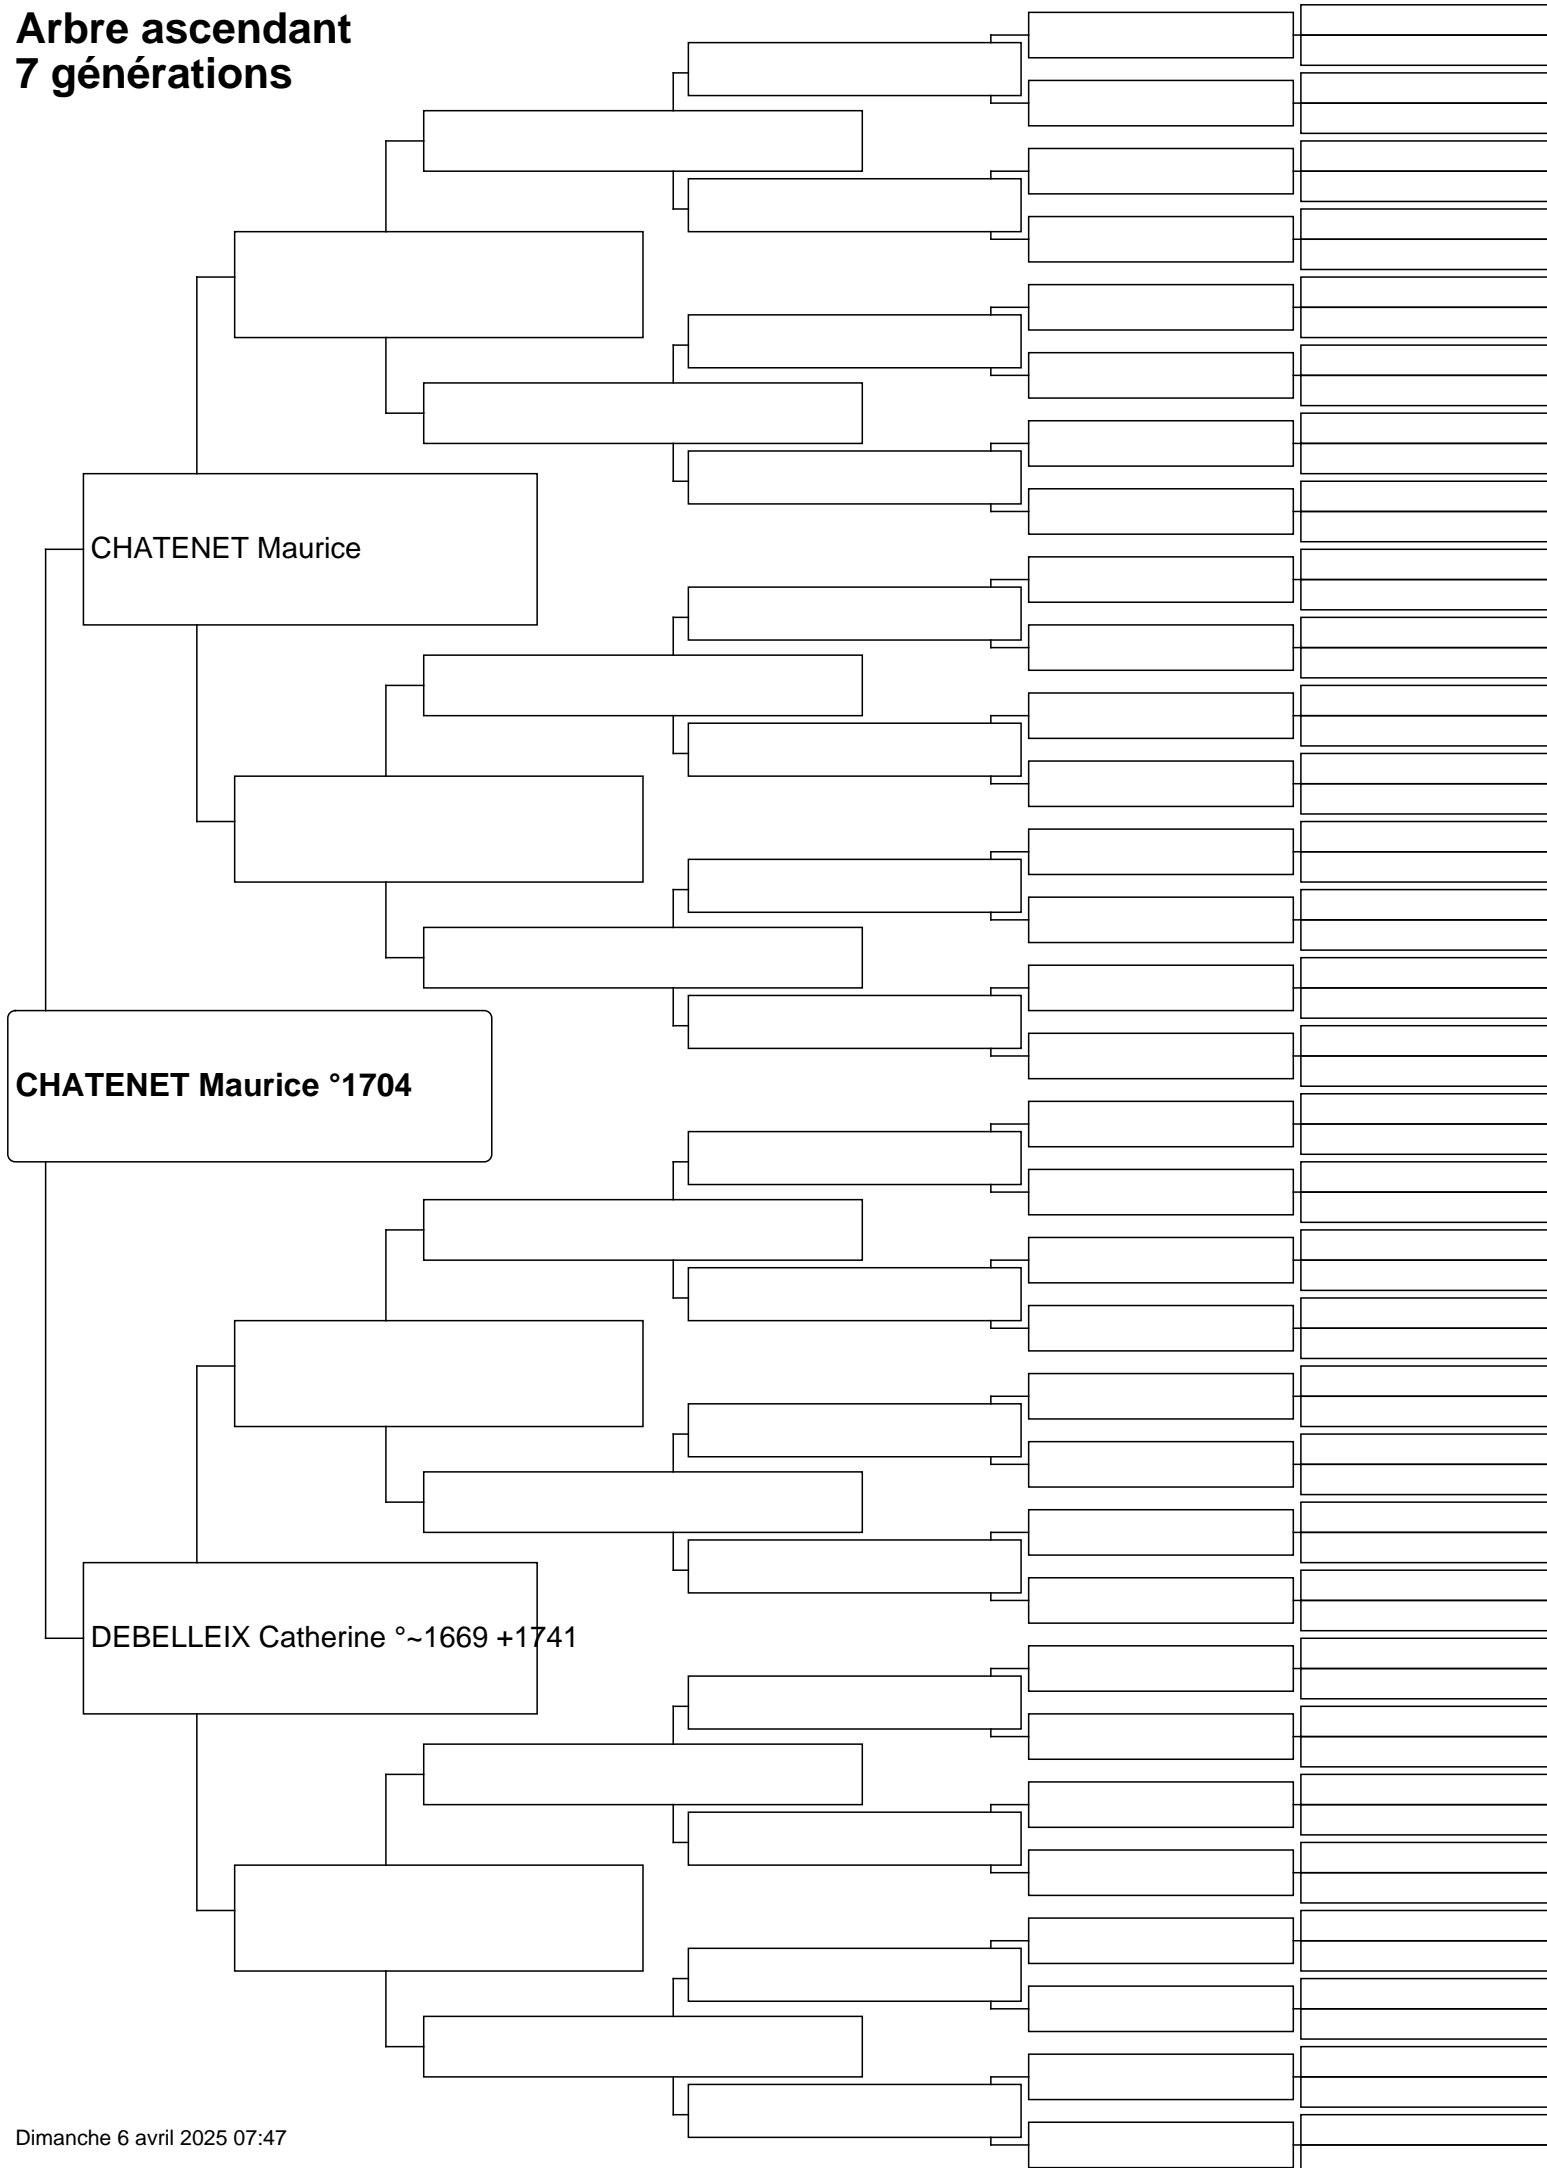 Arbre ascendant
7 générations
CHATENET Maurice
CHATENET Maurice °1704
DEBELLEIX Catherine °~1669 +1741
Dimanche 6 avril 2025 07:47